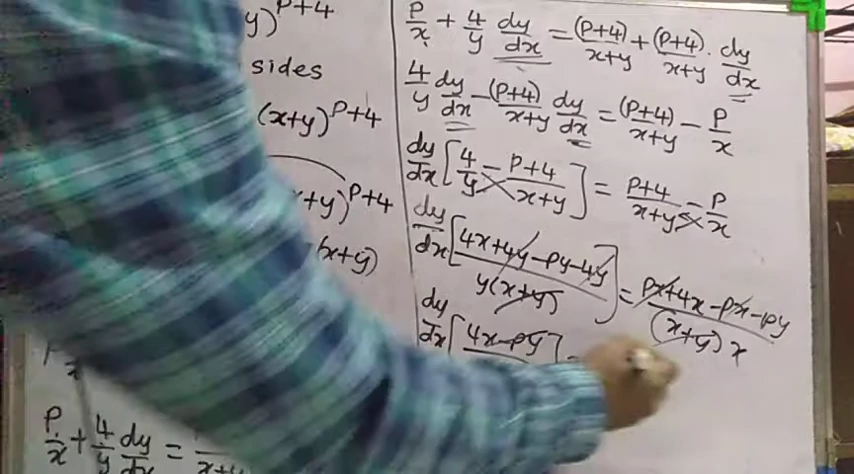 y)^{P+4}
sides
(x+y)^{P+4}
x+y)^{P+4}
(x+y)
P/x + 4/y dy/dx =
x+y
P/x + 4/y dy/dx = (P+4)/(x+y) + (P+4)/(x+y) · dy/dx
4/y dy/dx - (P+4)/(x+y) dy/dx = (P+4)/(x+y) - P/x
dy/dx [4/y - (P+4)/(x+y)] = (P+4)/(x+y) - P/x
dy/dx [(4x+4y-Py-4y)/(y(x+y))] = (Px+4x-Px-Py)/((x+y)x)
dy/dx [4x-Py] =